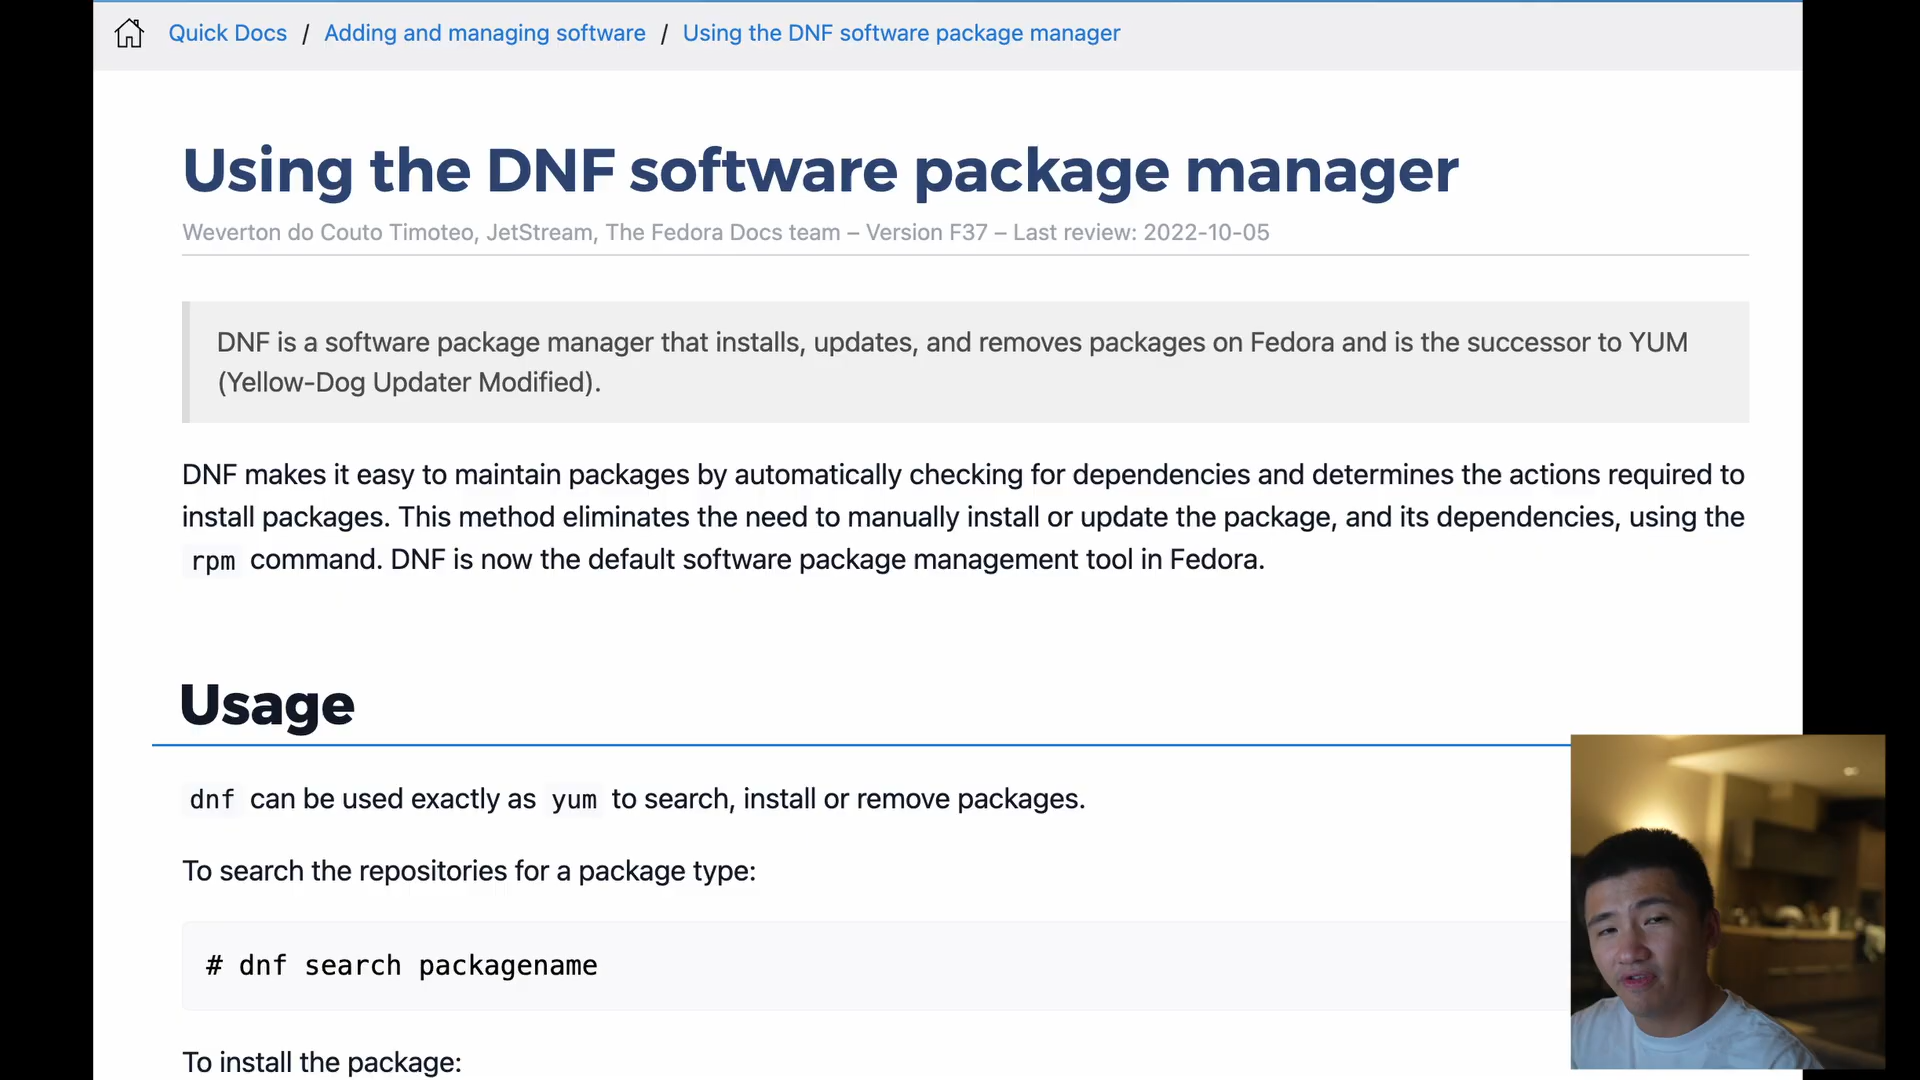 Quick Docs / Adding and managing software / Using the DNF software package manager
Using the DNF software package manager
Weverton do Couto Timoteo, JetStream, The Fedora Docs team – Version F37 – Last review: 2022-10-05
DNF is a software package manager that installs, updates, and removes packages on Fedora and is the successor to YUM
(Yellow-Dog Updater Modified).
DNF makes it easy to maintain packages by automatically checking for dependencies and determines the actions required to
install packages. This method eliminates the need to manually install or update the package, and its dependencies, using the
rpm command. DNF is now the default software package management tool in Fedora.
Usage
dnf can be used exactly as yum to search, install or remove packages.
To search the repositories for a package type:
# dnf search packagename
To install the package: